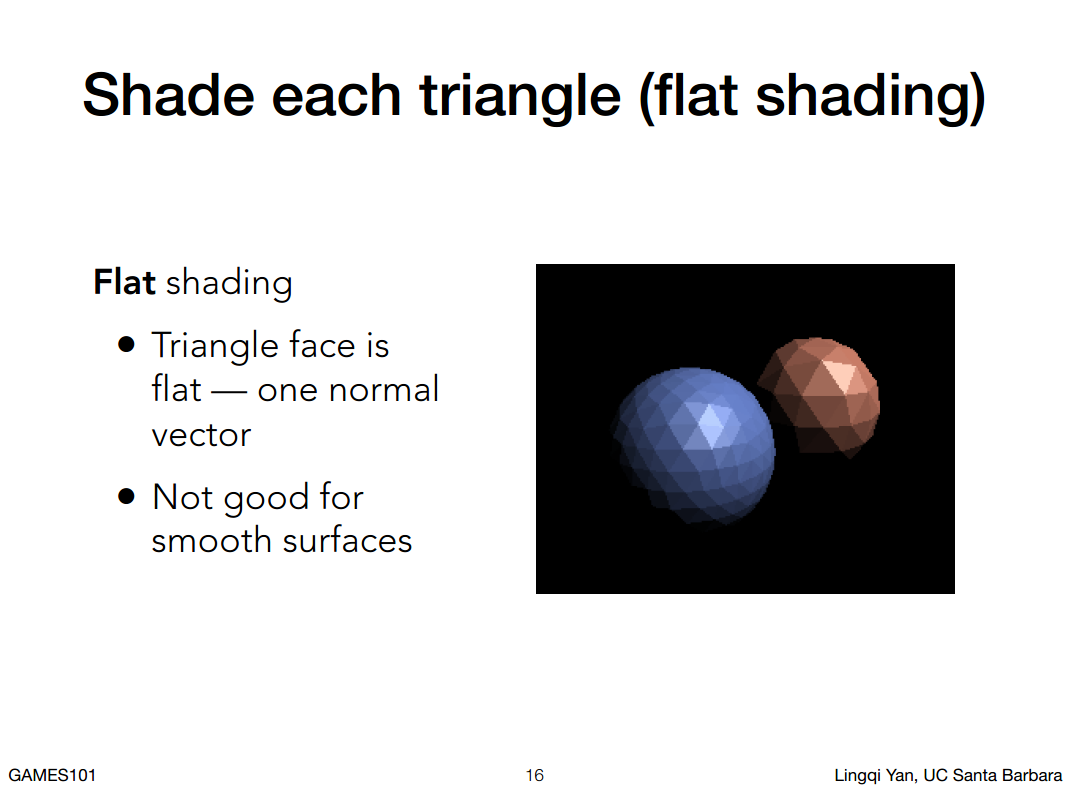 Shade each triangle (flat shading)
Flat shading
• Triangle face is
flat — one normal
vector
• Not good for
smooth surfaces
GAMES101
16
Lingqi Yan, UC Santa Barbara